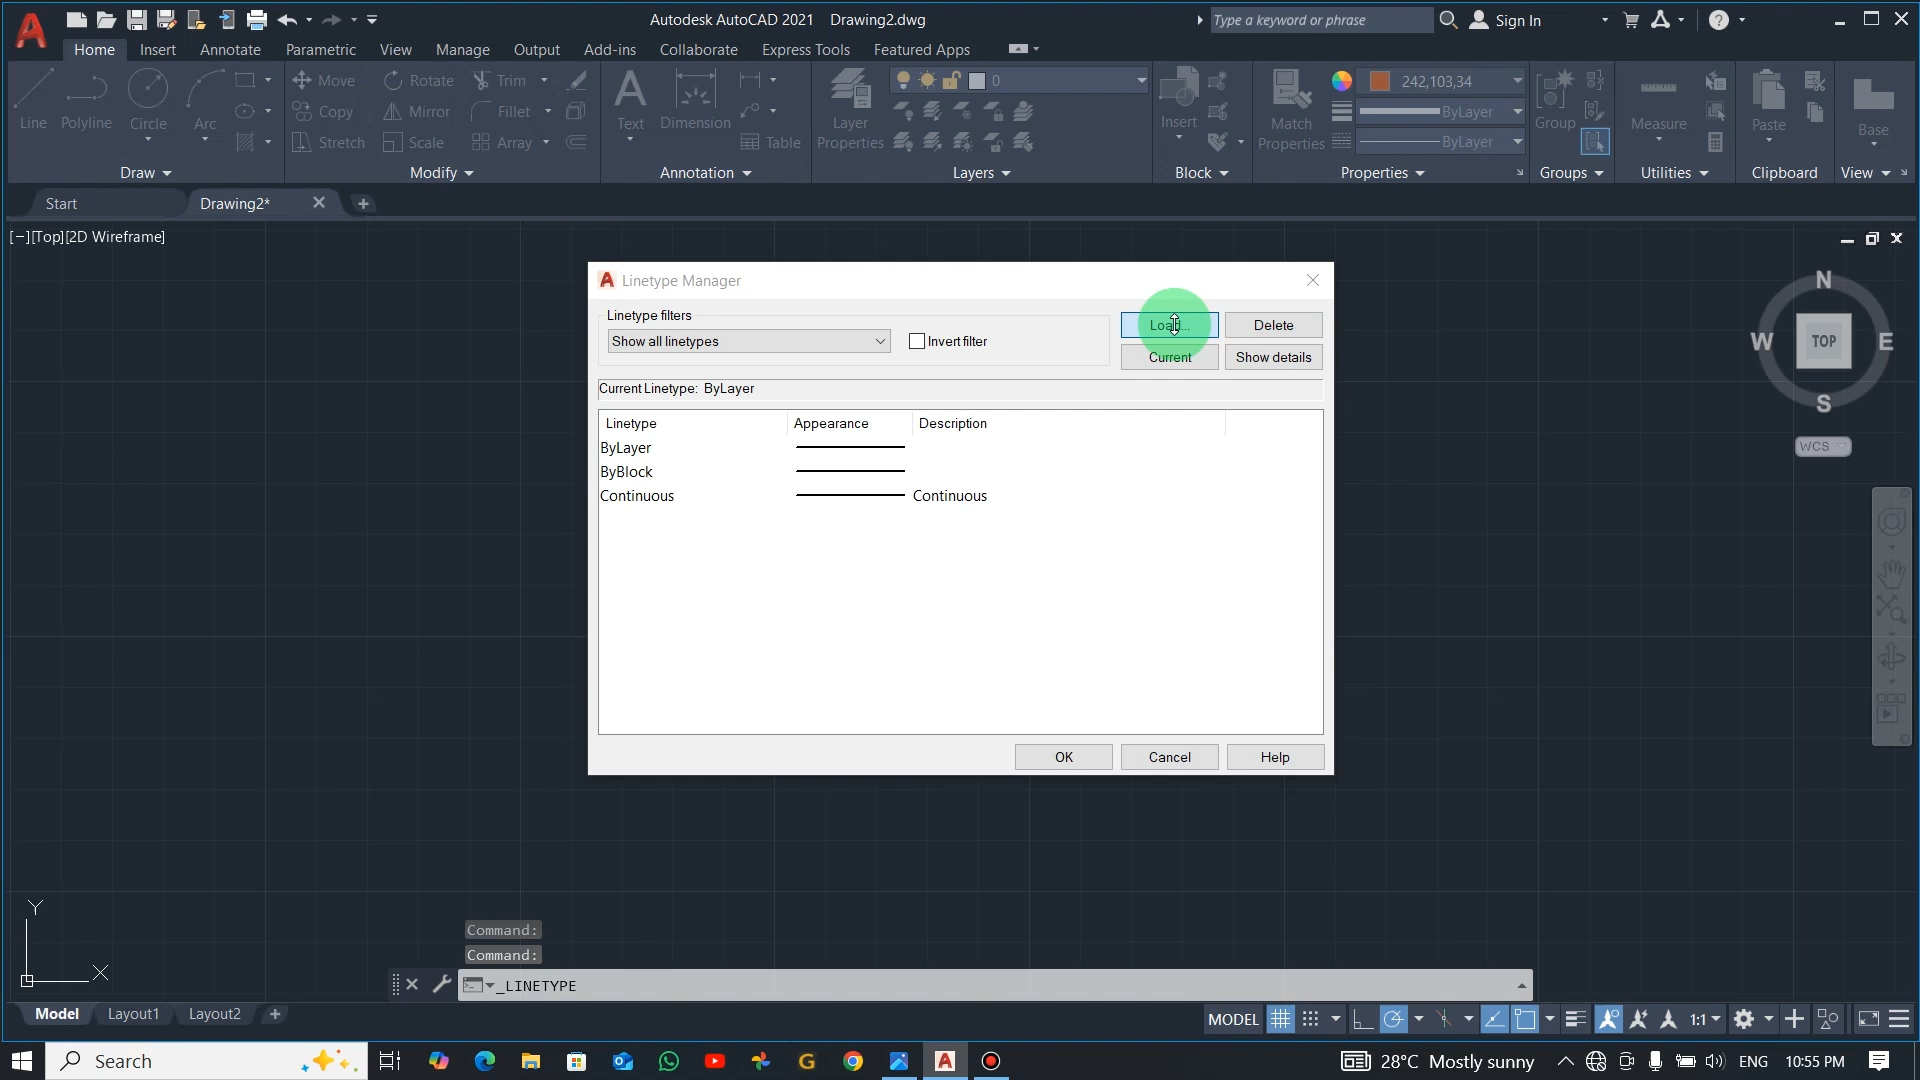 Autodesk AutoCAD 2021 Drawing2.dwg
Type a keyword or phrase
Sign In
Home Insert Annotate Parametric View Manage Output Add-ins Collaborate Express Tools Featured Apps
Move Rotate Trim
0
242,103,34
Copy Mirror Fillet
ByLayer
Line Polyline Circle Arc
Text Dimension
Layer
Properties
Insert
Match
Properties
Group Measure Paste Base
Stretch Scale Array
Table
ByLayer
Draw Modify Annotation Layers Block Properties Groups Utilities Clipboard View
Start Drawing2*
[−][Top][2D Wireframe]
Linetype Manager
Linetype filters
Show all linetypes
Invert filter
Load...
Delete
Current
Show details
Current Linetype: ByLayer
Linetype Appearance Description
ByLayer
ByBlock
Continuous Continuous
OK Cancel Help
N
W TOP E
S
WCS
Y
X
Command:
Command:
_LINETYPE
Model Layout1 Layout2
MODEL
1:1
Search
28°C Mostly sunny
ENG
10:55 PM